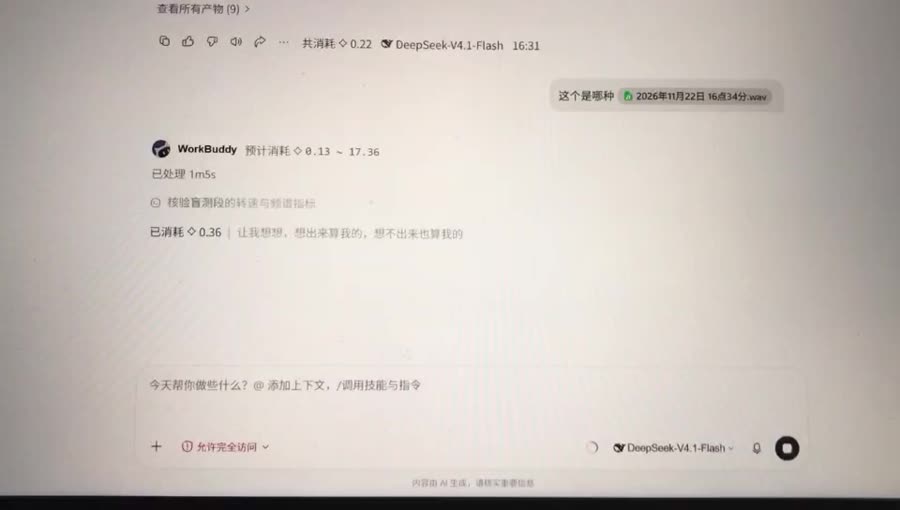 查看所有产物 (9) >
··· 共消耗 0.22 DeepSeek-V4.1-Flash 16:31
这个是哪种 2026年11月22日 16点34分.wav
WorkBuddy 预计消耗 0.13 ~ 17.36
已处理 1m5s
核验盲测段的转速与频谱指标
已消耗 0.36 | 让我想想，想出来算我的，想不出来也算我的
今天帮你做些什么？@ 添加上下文，/调用技能与指令
允许完全访问 DeepSeek-V4.1-Flash
内容由 AI 生成，请核实重要信息